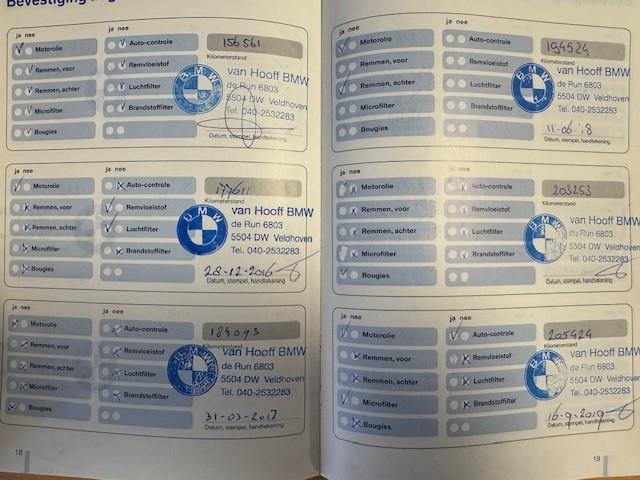 Bevestiging
ja nee
ja nee
Motorolie
Auto-controle
156561
Kilometerstand
Remmen, voor
Remvloeistof
Remmen, achter
Luchtfilter
Microfilter
Brandstoffilter
Bougies
BMW
van Hooff BMW
de Run 6803
5504 DW Veldhoven
Tel. 040-2532283
Datum, stempel, handtekening
ja nee
ja nee
Motorolie
Auto-controle
177611
Kilometerstand
Remmen, voor
Remvloeistof
Remmen, achter
Luchtfilter
Microfilter
Brandstoffilter
Bougies
BMW
van Hooff BMW
de Run 6803
5504 DW Veldhoven
Tel. 040-2532283
28-12-2016
Datum, stempel, handtekening
ja nee
ja nee
Motorolie
Auto-controle
184093
Kilometerstand
Remmen, voor
Remvloeistof
Remmen, achter
Luchtfilter
Microfilter
Brandstoffilter
Bougies
BMW
van Hooff BMW
de Run 6803
5504 DW Veldhoven
Tel. 040-2532283
31-03-2017
Datum, stempel, handtekening
18
ja nee
ja nee
Motorolie
Auto-controle
194524
Kilometerstand
Remmen, voor
Remvloeistof
Remmen, achter
Luchtfilter
Microfilter
Brandstoffilter
Bougies
BMW
van Hooff BMW
de Run 6803
5504 DW Veldhoven
Tel. 040-2532283
11-06-18
Datum, stempel, handtekening
ja nee
ja nee
Motorolie
Auto-controle
203253
Kilometerstand
Remmen, voor
Remvloeistof
Remmen, achter
Luchtfilter
Microfilter
Brandstoffilter
Bougies
BMW
van Hooff BMW
de Run 6803
5504 DW Veldhoven
Tel. 040-2532283
Datum, stempel, handtekening
ja nee
ja nee
Motorolie
Auto-controle
205424
Kilometerstand
Remmen, voor
Remvloeistof
Remmen, achter
Luchtfilter
Microfilter
Brandstoffilter
Bougies
BMW
van Hooff BMW
de Run 6803
5504 DW Veldhoven
Tel. 040-2532283
16-9-2019
Datum, stempel, handtekening
19